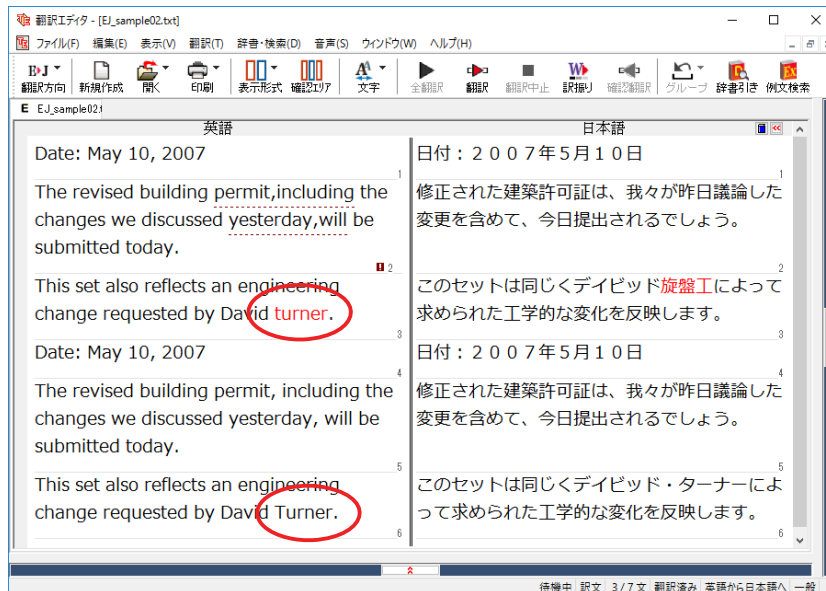 翻訳エディタ - [EJ_sample02.txt]
ファイル(F) 編集(E) 表示(V) 翻訳(T) 辞書・検索(D) 音声(S) ウィンドウ(W) ヘルプ(H)
E›J A W E Ex
翻訳方向 新規作成 開く 印刷 表示形式 確認エリア 文字 全翻訳 翻訳 翻訳中止 訳振り 確認翻訳 グループ 辞書引き 例文検索
E EJ_sample02.t
英語 日本語
Date: May 10, 2007
1
日付：２００７年５月１０日
1
The revised building permit,including the
changes we discussed yesterday,will be
submitted today.
2
修正された建築許可証は、我々が昨日議論した
変更を含めて、今日提出されるでしょう。
2
This set also reflects an engineering
change requested by David turner.
3
このセットは同じくデイビッド旋盤工によって
求められた工学的な変化を反映します。
3
Date: May 10, 2007
4
日付：２００７年５月１０日
4
The revised building permit, including the
changes we discussed yesterday, will be
submitted today.
5
修正された建築許可証は、我々が昨日議論した
変更を含めて、今日提出されるでしょう。
5
This set also reflects an engineering
change requested by David Turner.
6
このセットは同じくデイビッド・ターナーによ
って求められた工学的な変化を反映します。
6
待機中 訳文 3/7文 翻訳済み 英語から日本語へ 一般